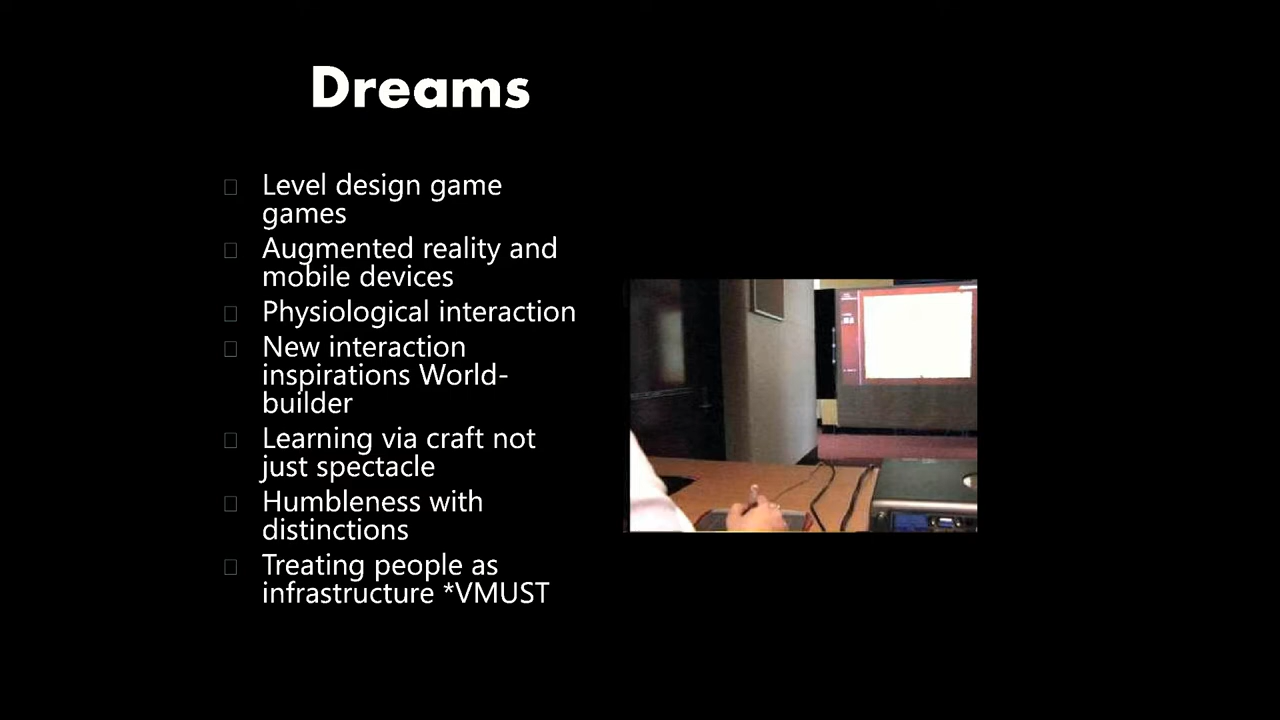 Dreams
Level design game
games
Augmented reality and
mobile devices
Physiological interaction
New interaction
inspirations World-
builder
Learning via craft not
just spectacle
Humbleness with
distinctions
Treating people as
infrastructure *VMUST